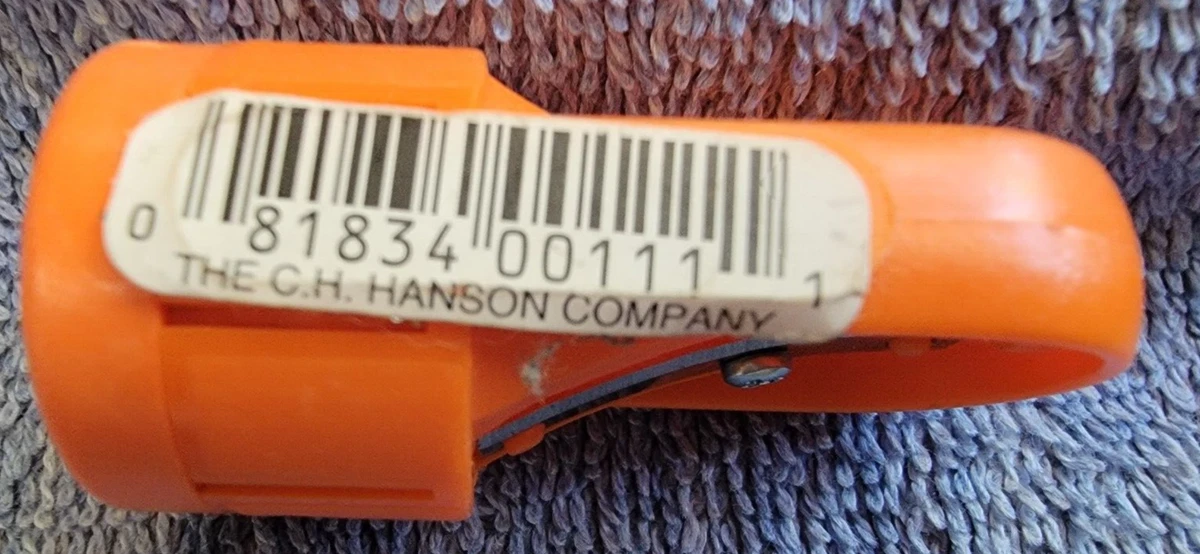 0 81834 00111 1
THE C.H. HANSON COMPANY